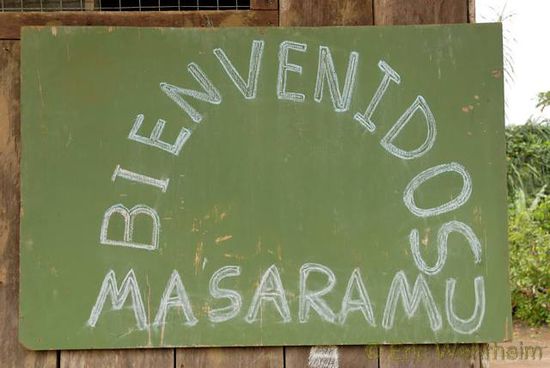 BIENVENIDOS
MASARAMU
© Eric Wertheim